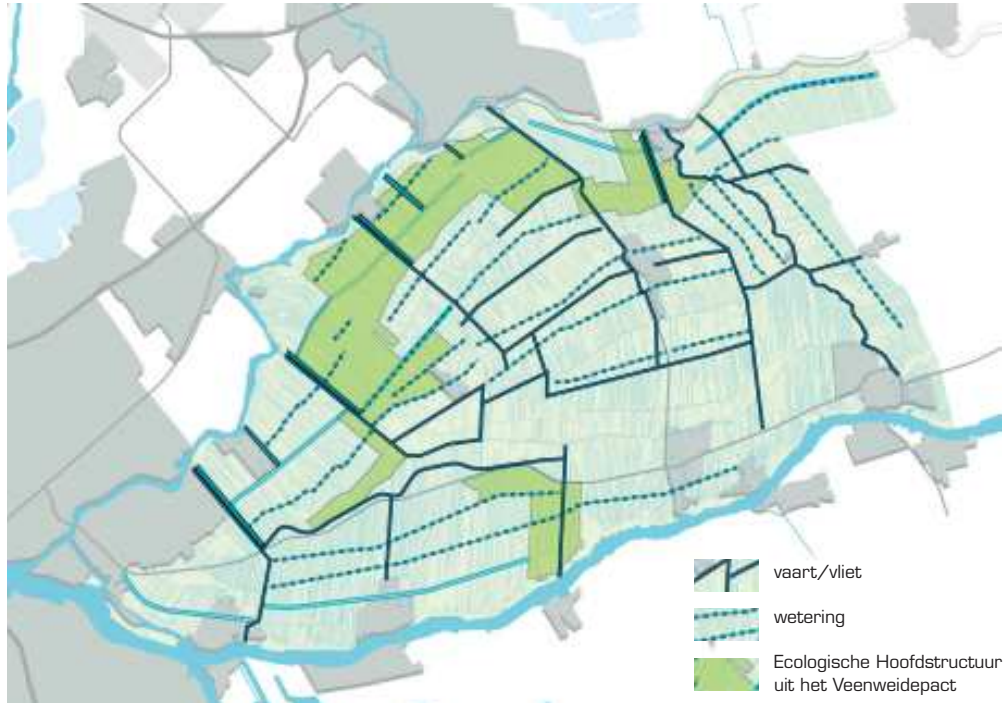 vaart/vliet
wetering
Ecologische Hoofdstructuur
uit het Veenweidepact